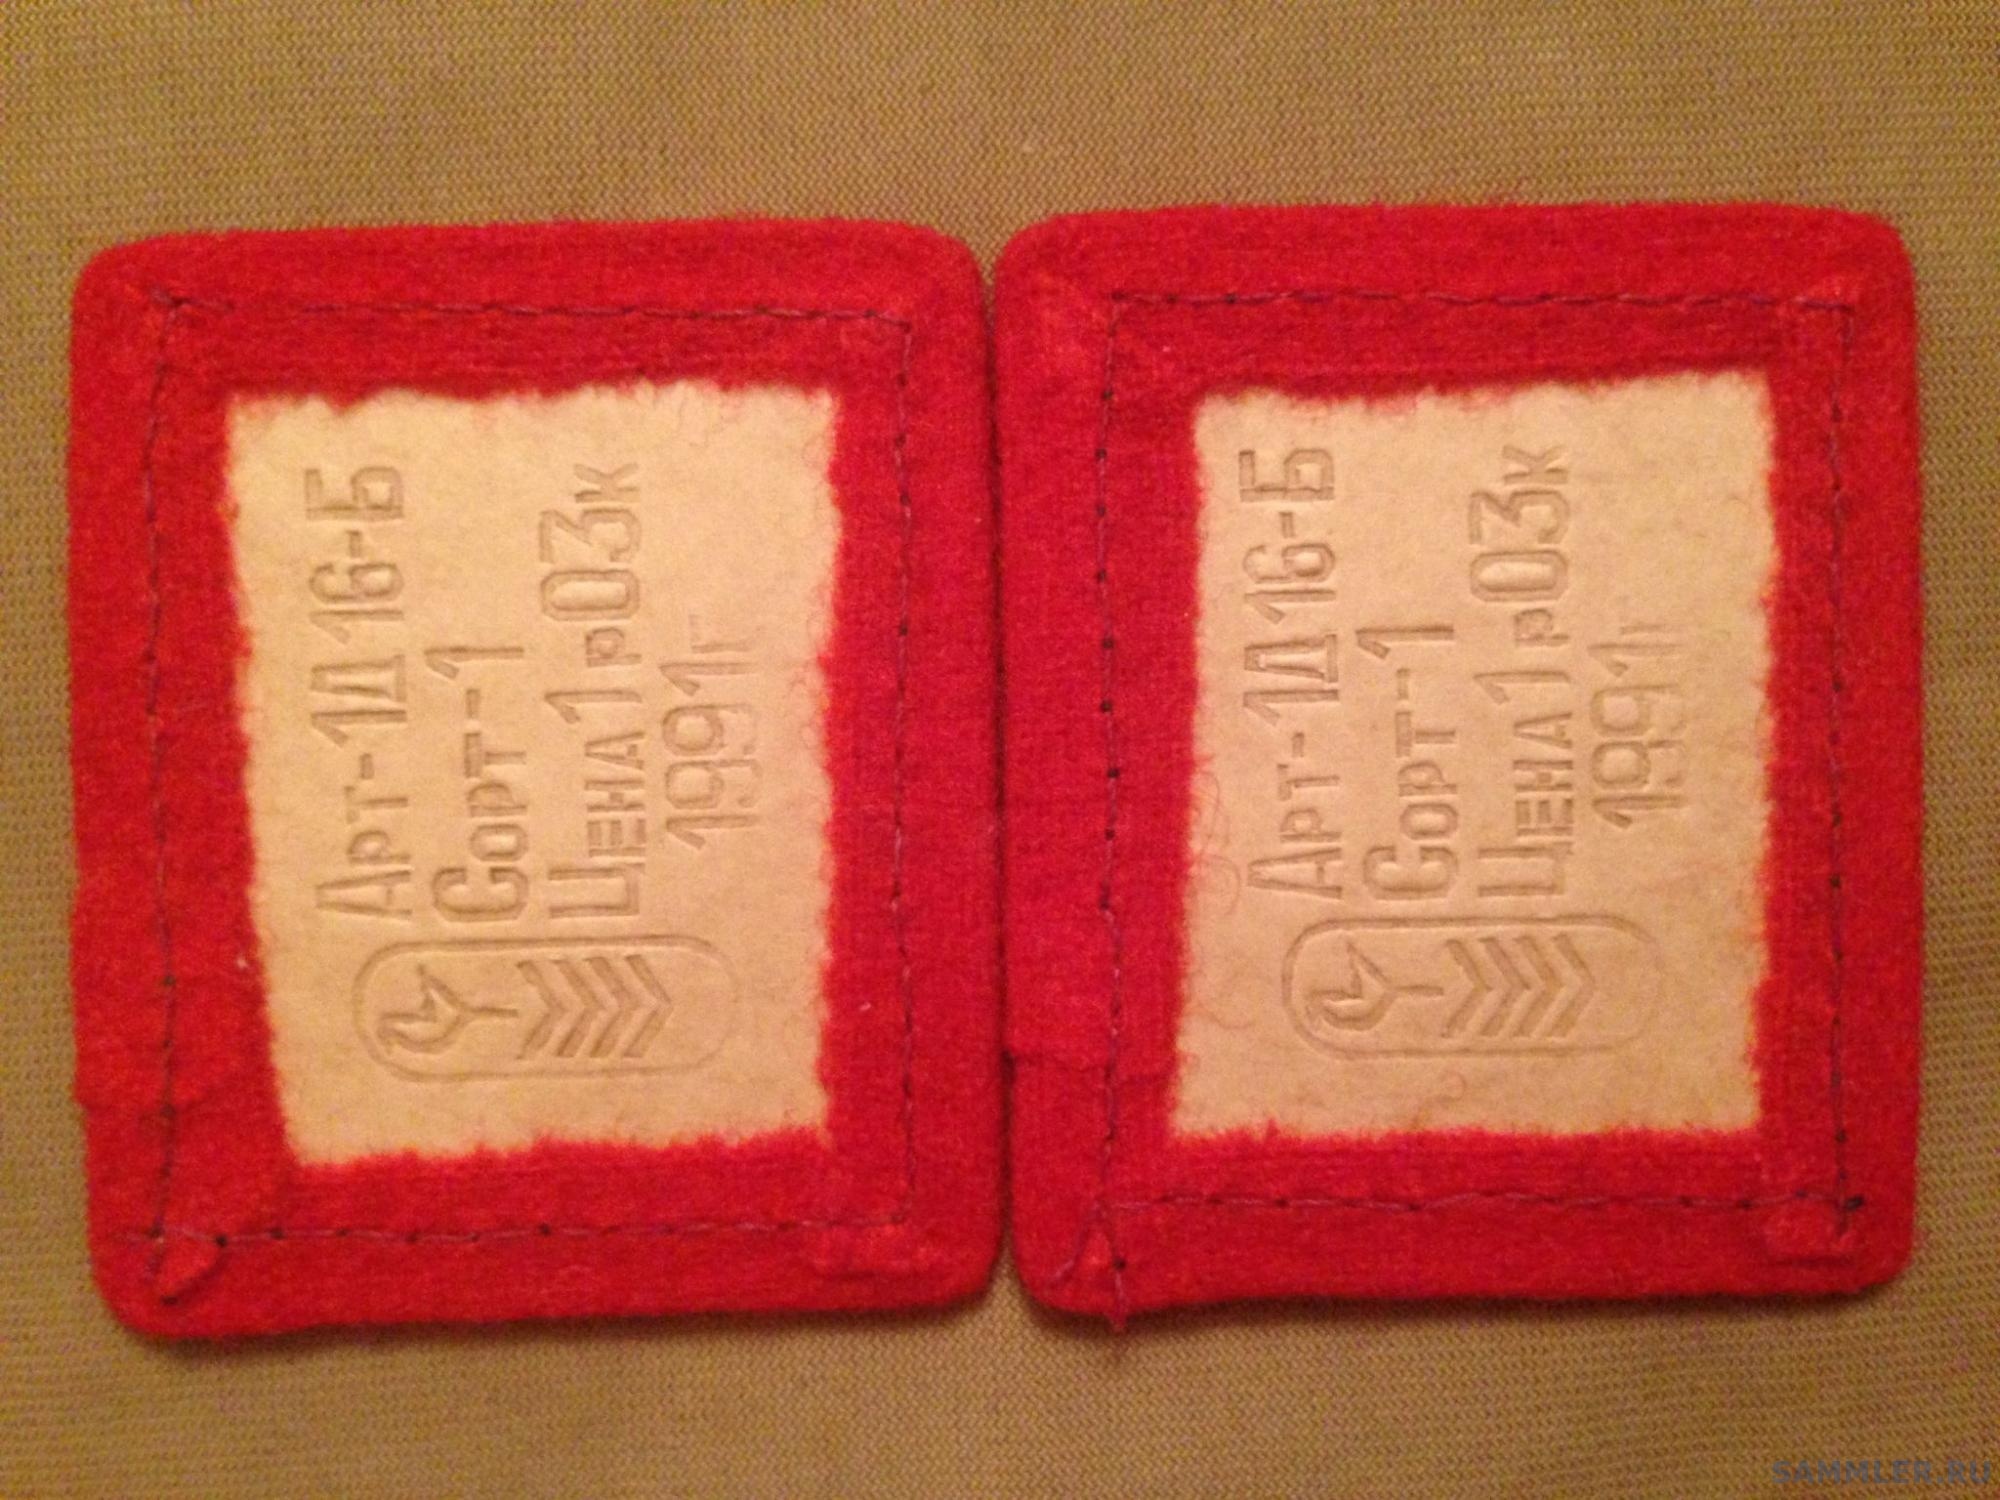 Арт-1Д16-Б
Сорт-1
Цена 1р03к
1991г
Арт-1Д16-Б
Сорт-1
Цена 1р03к
1991г
SAMMLER.RU